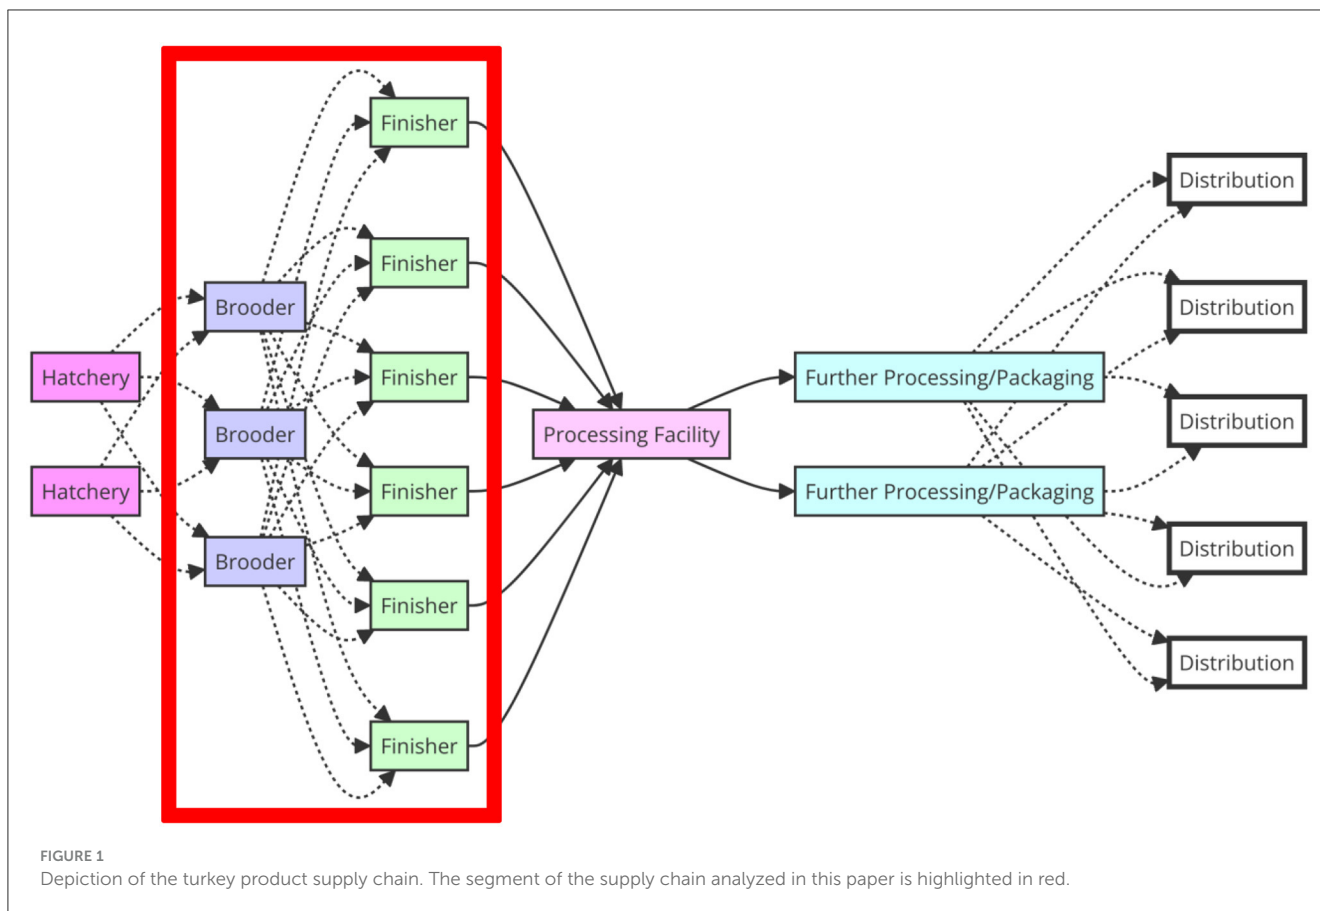 Hatchery
Hatchery
Brooder
Brooder
Brooder
Finisher
Finisher
Finisher
Finisher
Finisher
Finisher
Processing Facility
Further Processing/Packaging
Further Processing/Packaging
Distribution
Distribution
Distribution
Distribution
Distribution
FIGURE 1
Depiction of the turkey product supply chain. The segment of the supply chain analyzed in this paper is highlighted in red.